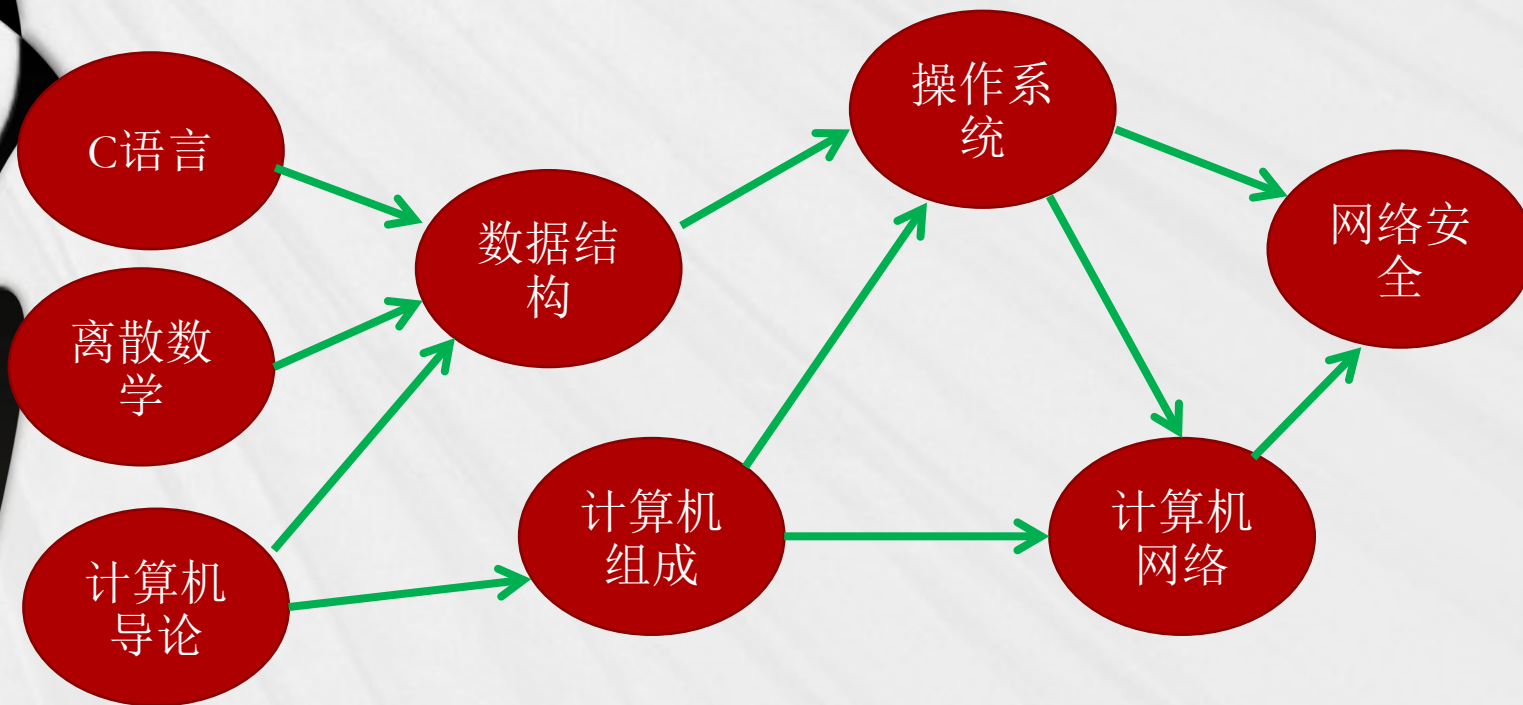 C语言
离散数
学
计算机
导论
数据结
构
计算机
组成
操作系
统
计算机
网络
网络安
全